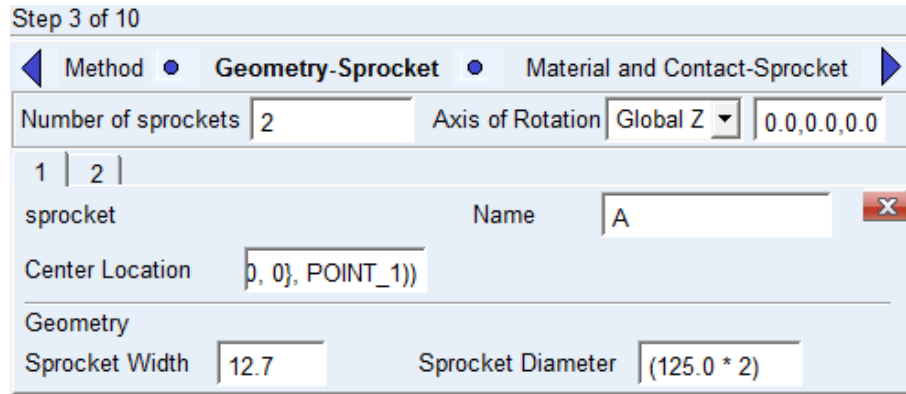 Step 3 of 10
Method Geometry-Sprocket Material and Contact-Sprocket
Number of sprockets 2 Axis of Rotation Global Z 0.0,0.0,0.0
1 2
sprocket Name A X
Center Location 0, 0}, POINT_1))
Geometry
Sprocket Width 12.7 Sprocket Diameter (125.0 * 2)